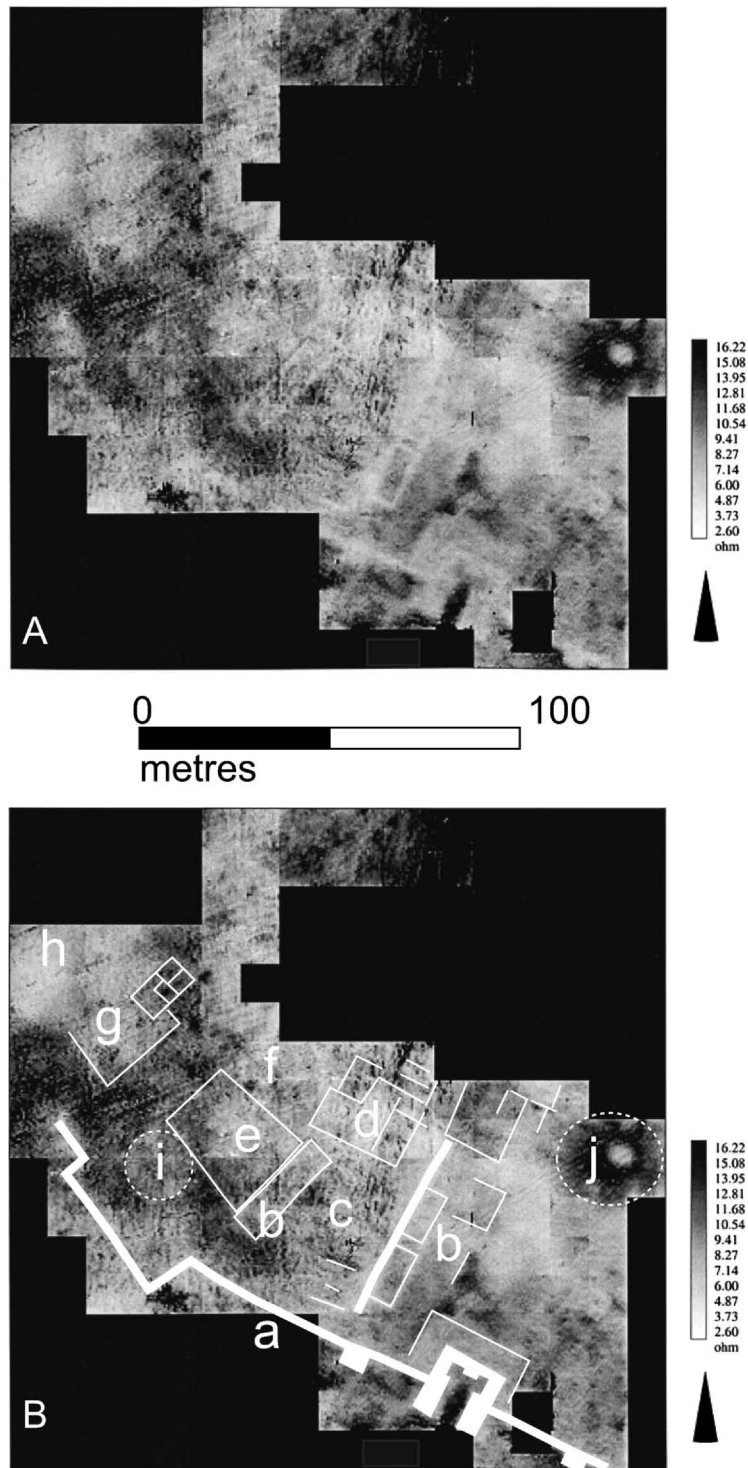 16.22
15.08
13.95
12.81
11.68
10.54
9.41
8.27
7.14
6.00
4.87
3.73
2.60
ohm
A
0 100
metres
h
g
f
d
e
i
j
b
c
b
a
16.22
15.08
13.95
12.81
11.68
10.54
9.41
8.27
7.14
6.00
4.87
3.73
2.60
ohm
B